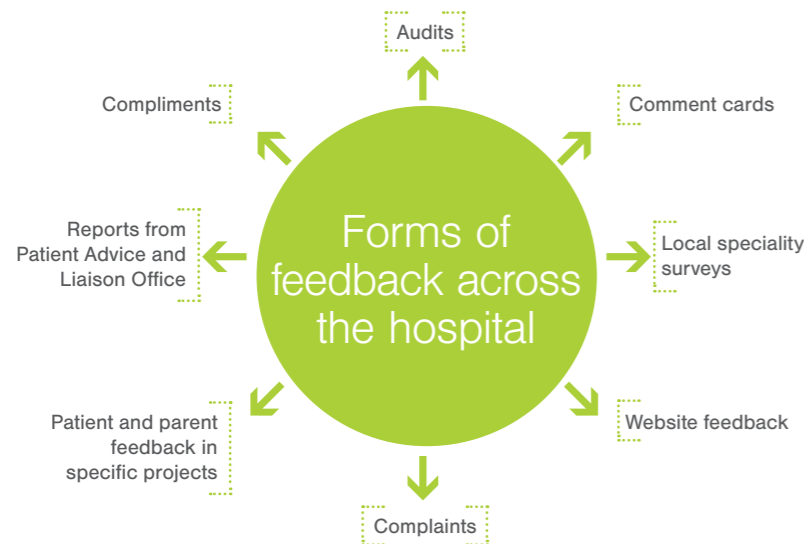 Audits
Compliments
Comment cards
Reports from
Patient Advice and
Liaison Office
Forms of
feedback across
the hospital
Local speciality
surveys
Patient and parent
feedback in
specific projects
Website feedback
Complaints